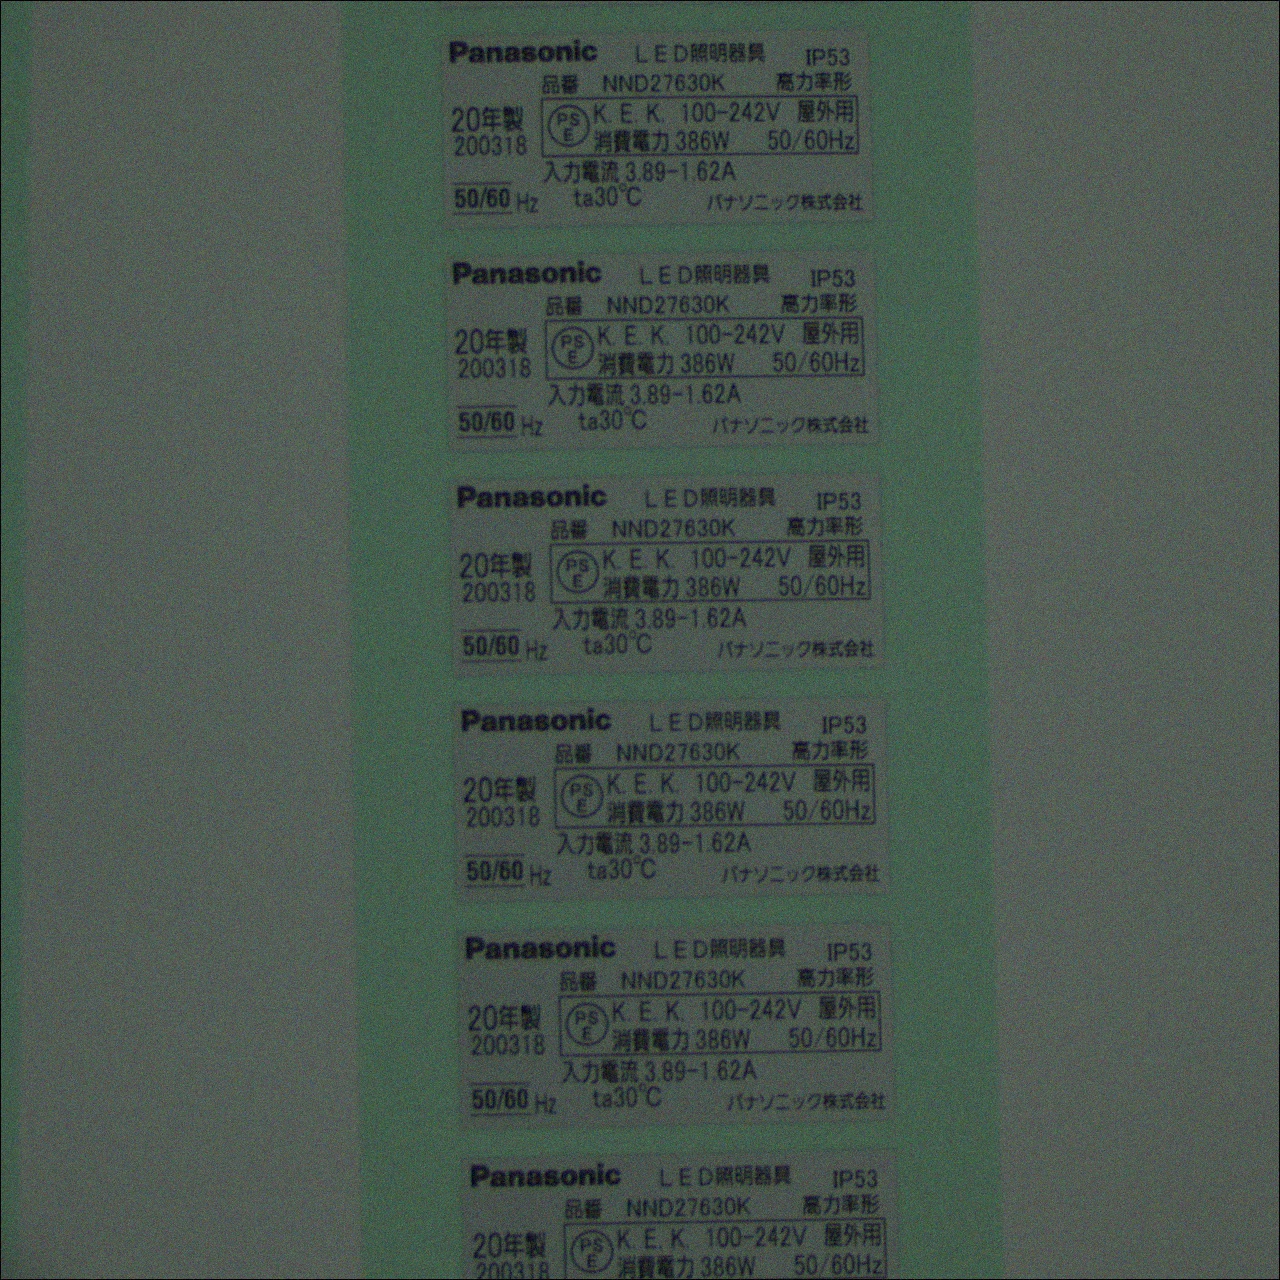 Panasonic LED照明器具 IP53
品番 NND27630K 高力率形
20年製 PSE K.E.K. 100-242V 屋外用
200318 消費電力 386W 50/60Hz
入力電流 3.89-1.62A
50/60 Hz ta30℃ パナソニック株式会社
Panasonic LED照明器具 IP53
品番 NND27630K 高力率形
20年製 PSE K.E.K. 100-242V 屋外用
200318 消費電力 386W 50/60Hz
入力電流 3.89-1.62A
50/60 Hz ta30℃ パナソニック株式会社
Panasonic LED照明器具 IP53
品番 NND27630K 高力率形
20年製 PSE K.E.K. 100-242V 屋外用
200318 消費電力 386W 50/60Hz
入力電流 3.89-1.62A
50/60 Hz ta30℃ パナソニック株式会社
Panasonic LED照明器具 IP53
品番 NND27630K 高力率形
20年製 PSE K.E.K. 100-242V 屋外用
200318 消費電力 386W 50/60Hz
入力電流 3.89-1.62A
50/60 Hz ta30℃ パナソニック株式会社
Panasonic LED照明器具 IP53
品番 NND27630K 高力率形
20年製 PSE K.E.K. 100-242V 屋外用
200318 消費電力 386W 50/60Hz
入力電流 3.89-1.62A
50/60 Hz ta30℃ パナソニック株式会社
Panasonic LED照明器具 IP53
品番 NND27630K 高力率形
20年製 PSE K.E.K. 100-242V 屋外用
200318 消費電力 386W 50/60Hz